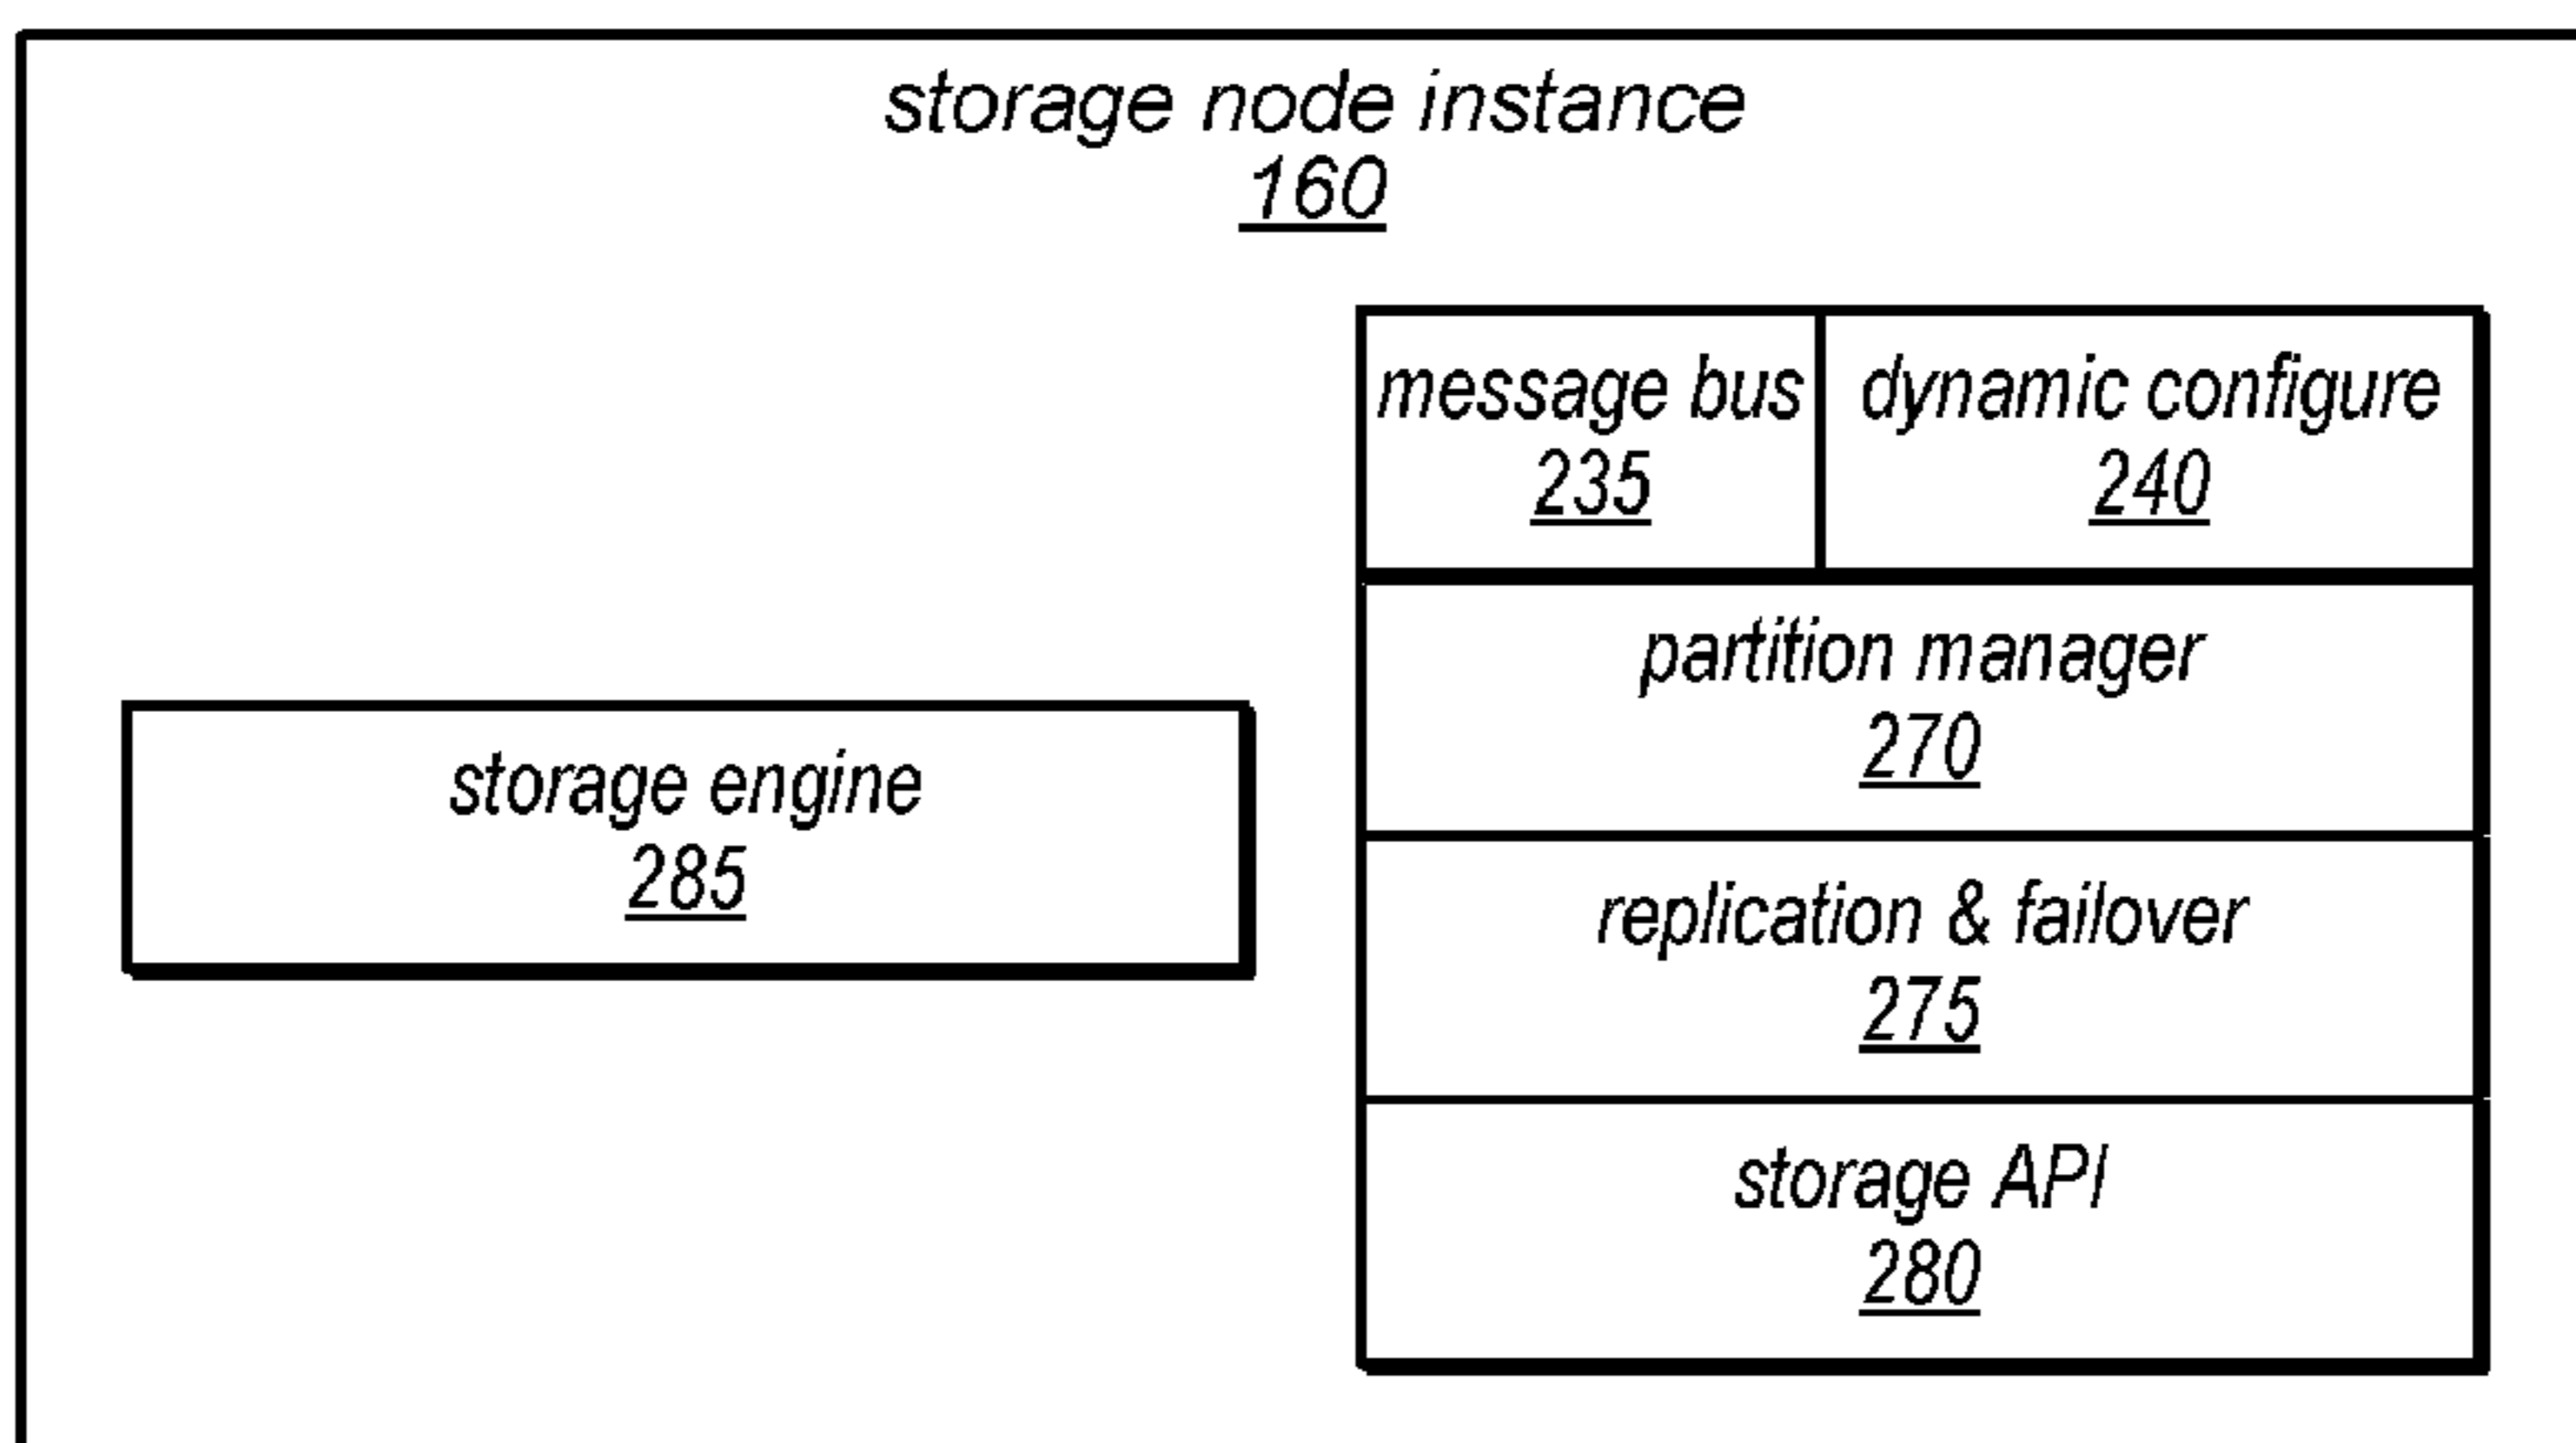 storage node instance
160
message bus
235
dynamic configure
240
partition manager
270
storage engine
285
replication & failover
275
storage API
280